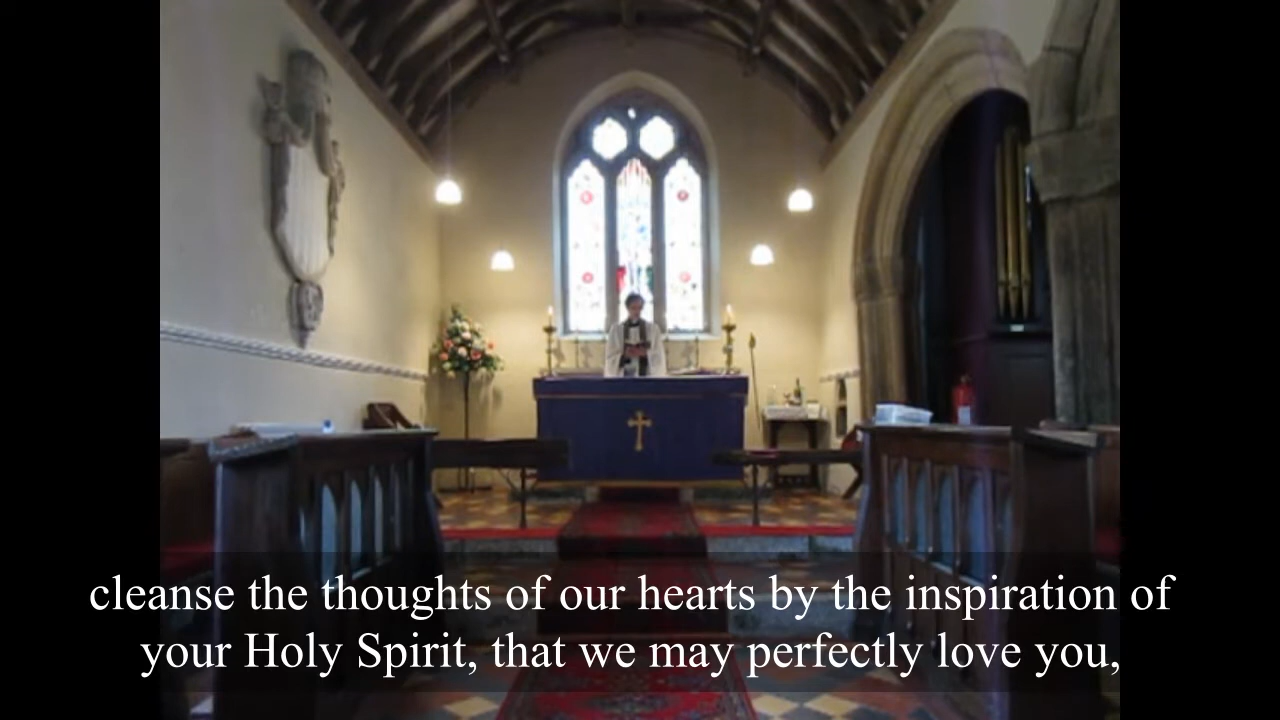 cleanse the thoughts of our hearts by the inspiration of
your Holy Spirit, that we may perfectly love you,